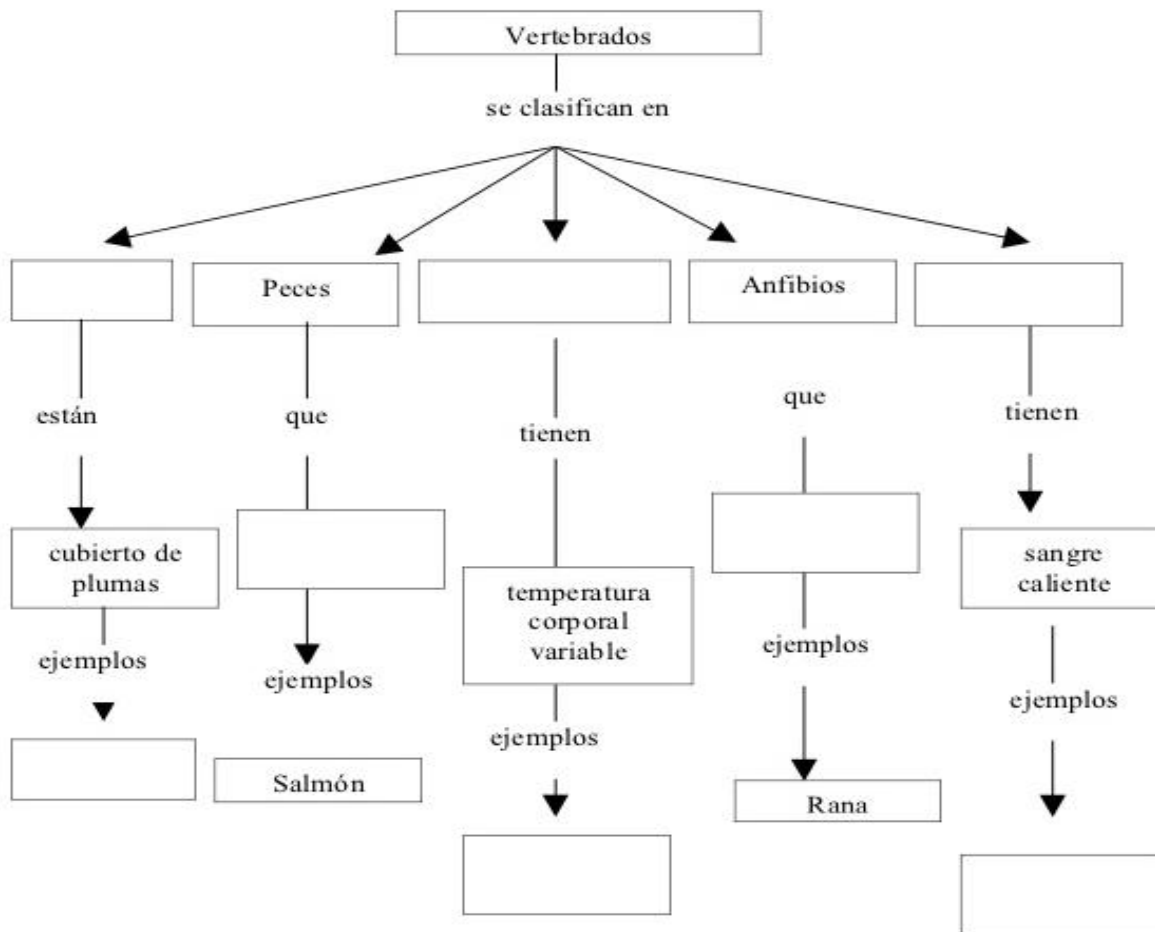 Vertebrados
se clasifican en
Peces
Anfibios
están
que
tienen
que
tienen
cubierto de
plumas
temperatura
corporal
variable
sangre
caliente
ejemplos
ejemplos
ejemplos
ejemplos
ejemplos
Salmón
Rana